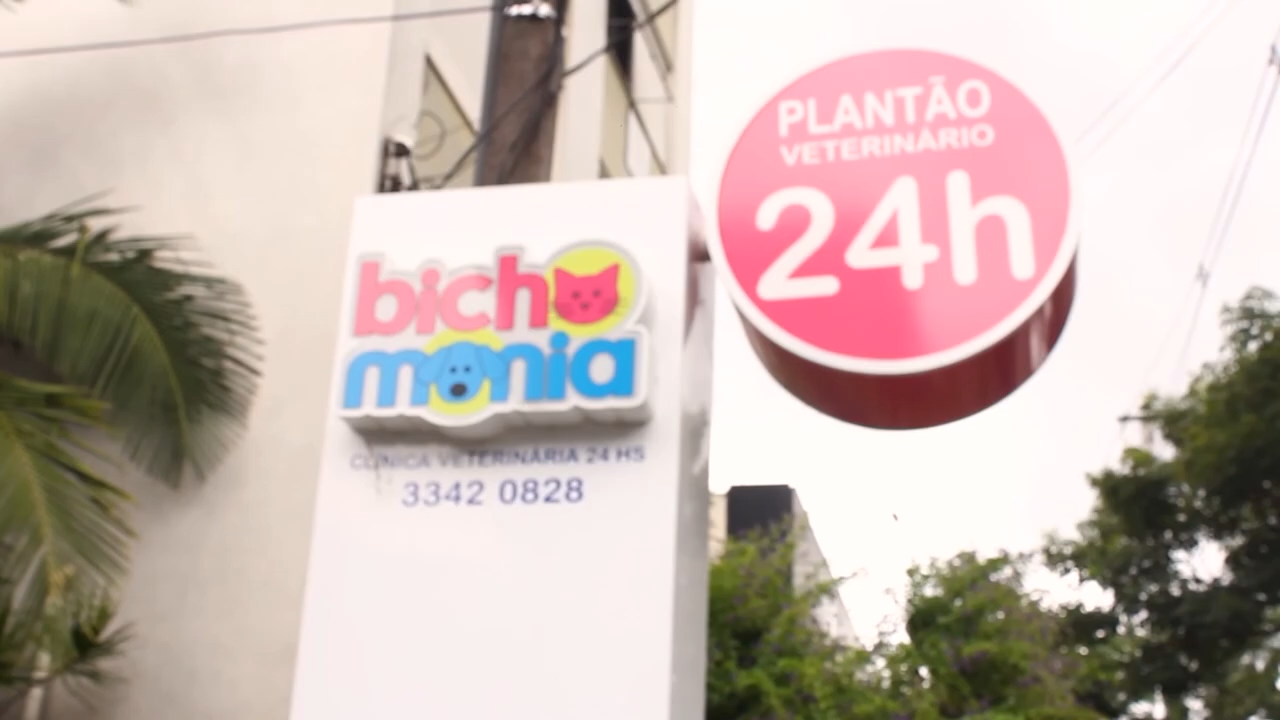 bicho
mania
CLÍNICA VETERINÁRIA 24 HS
3342 0828
PLANTÃO
VETERINÁRIO
24h